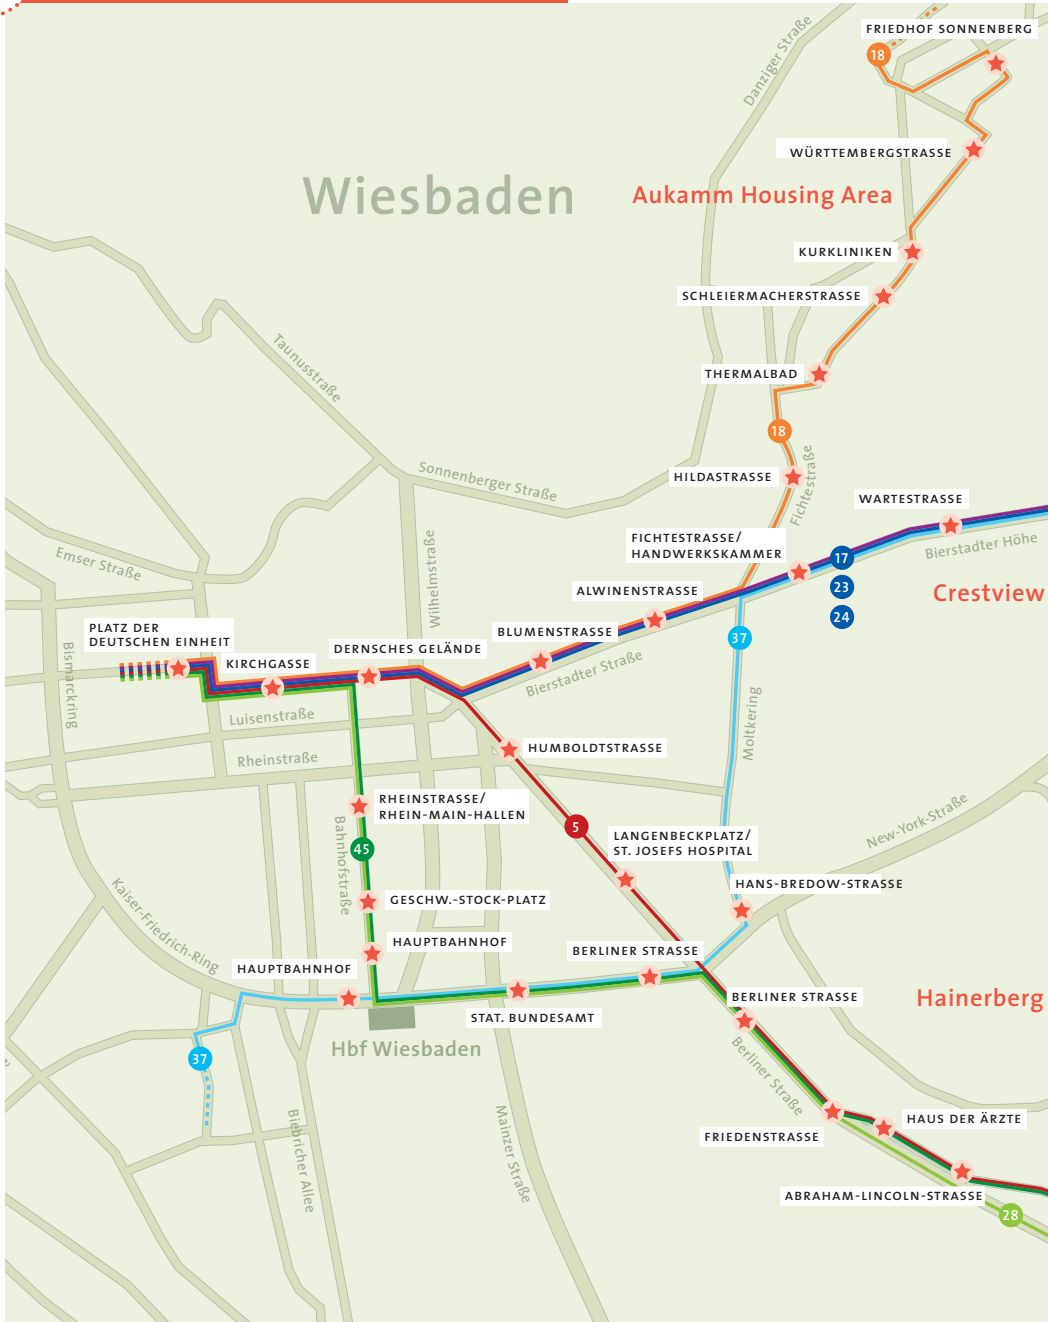 FRIEDHOF SONNENBERG
18
Danziger Straße
WÜRTTEMBERGSTRASSE
Wiesbaden
Aukamm Housing Area
KURKLINIKEN
SCHLEIERMACHERSTRASSE
Taunusstraße
THERMALBAD
18
Sonnenberger Straße
HILDASTRASSE
Fichtestraße
WARTESTRASSE
Wilhelmstraße
FICHTESTRASSE/
HANDWERKSKAMMER
Bierstadter Höhe
Emser Straße
17
23
24
ALWINENSTRASSE
Crestview
PLATZ DER
DEUTSCHEN EINHEIT
BLUMENSTRASSE
37
DERNSCHES GELÄNDE
KIRCHGASSE
Bismarckring
Bierstadter Straße
Luisenstraße
Moltkering
Rheinstraße
HUMBOLDTSTRASSE
RHEINSTRASSE/
RHEIN-MAIN-HALLEN
5
New-York-Straße
Bahnhofstraße
45
LANGENBECKPLATZ/
ST. JOSEFS HOSPITAL
HANS-BREDOW-STRASSE
GESCHW.-STOCK-PLATZ
Kaiser-Friedrich-Ring
HAUPTBAHNHOF
BERLINER STRASSE
HAUPTBAHNHOF
BERLINER STRASSE
Hainerberg
STAT. BUNDESAMT
Hbf Wiesbaden
37
Berliner Straße
HAUS DER ÄRZTE
FRIEDENSTRASSE
Biebricher Allee
Mainzer Straße
ABRAHAM-LINCOLN-STRASSE
28